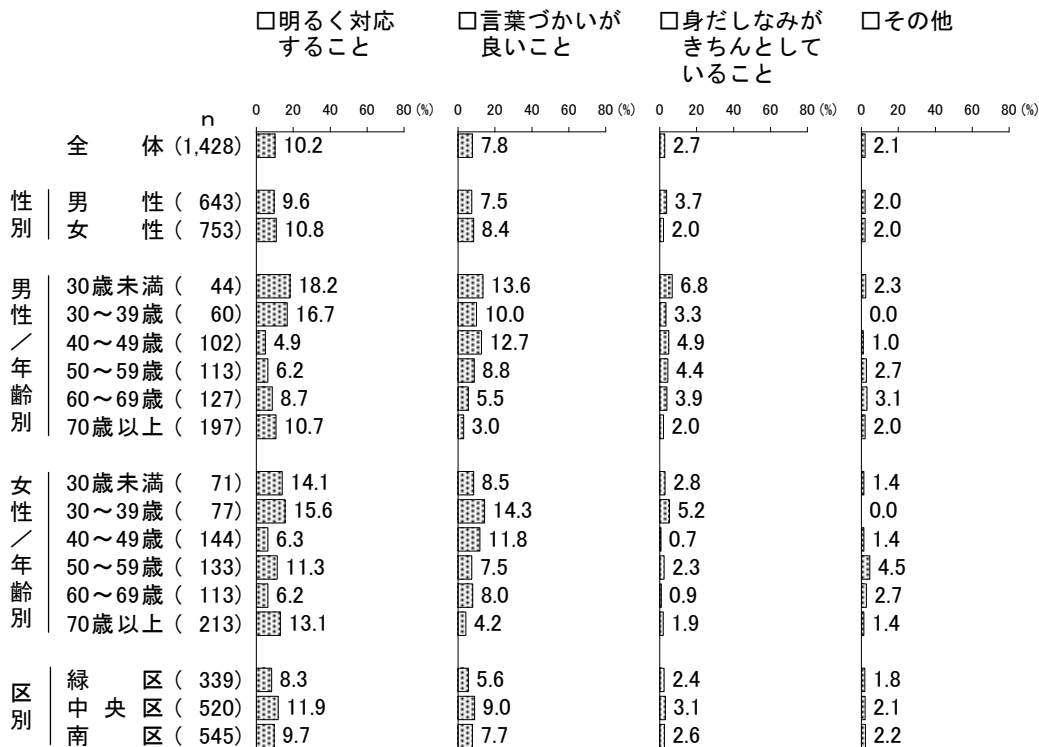 □明るく対応 □言葉づかいが □身だしなみが □その他
すること 良いこと きちんとして
いること
0 20 40 60 80 (%) 0 20 40 60 80 (%) 0 20 40 60 80 (%) 0 20 40 60 80 (%)
n
全体 (1,428) 10.2 7.8 2.7 2.1
性別
男性 ( 643) 9.6 7.5 3.7 2.0
女性 ( 753) 10.8 8.4 2.0 2.0
男性／年齢別
30歳未満 ( 44) 18.2 13.6 6.8 2.3
30～39歳 ( 60) 16.7 10.0 3.3 0.0
40～49歳 ( 102) 4.9 12.7 4.9 1.0
50～59歳 ( 113) 6.2 8.8 4.4 2.7
60～69歳 ( 127) 8.7 5.5 3.9 3.1
70歳以上 ( 197) 10.7 3.0 2.0 2.0
女性／年齢別
30歳未満 ( 71) 14.1 8.5 2.8 1.4
30～39歳 ( 77) 15.6 14.3 5.2 0.0
40～49歳 ( 144) 6.3 11.8 0.7 1.4
50～59歳 ( 133) 11.3 7.5 2.3 4.5
60～69歳 ( 113) 6.2 8.0 0.9 2.7
70歳以上 ( 213) 13.1 4.2 1.9 1.4
区別
緑区 ( 339) 8.3 5.6 2.4 1.8
中央区 ( 520) 11.9 9.0 3.1 2.1
南区 ( 545) 9.7 7.7 2.6 2.2